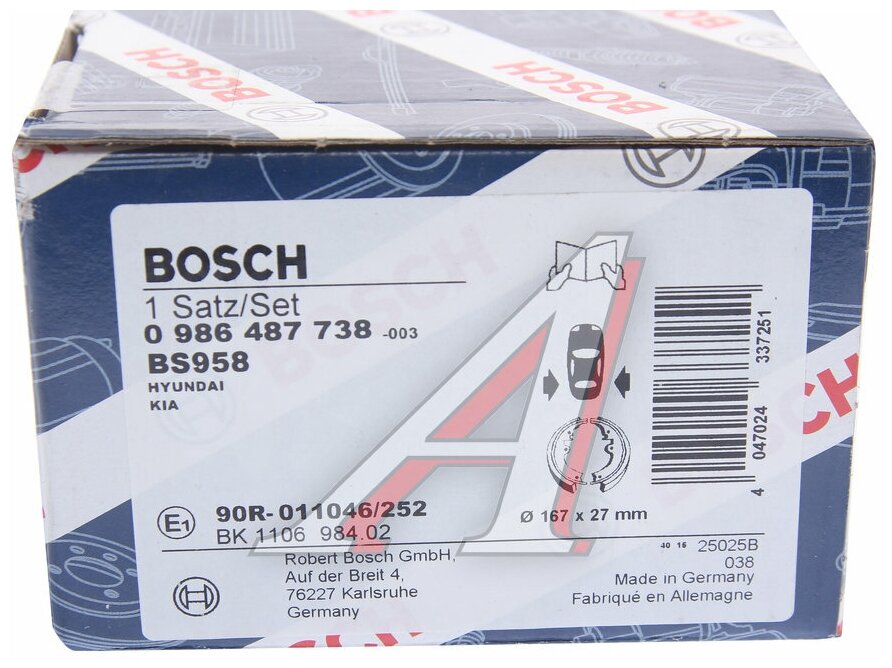 BOSCH
BOSCH
BOSCH
1 Satz/Set
0 986 487 738 -003
BS958
HYUNDAI
KIA
E1
90R-011046/252
BK 1106 984.02
Robert Bosch GmbH,
Auf der Breit 4,
76227 Karlsruhe
Germany
Ø 167 x 27 mm
4 047024 337251
40 16 25025B
038
Made in Germany
Fabriqué en Allemagne